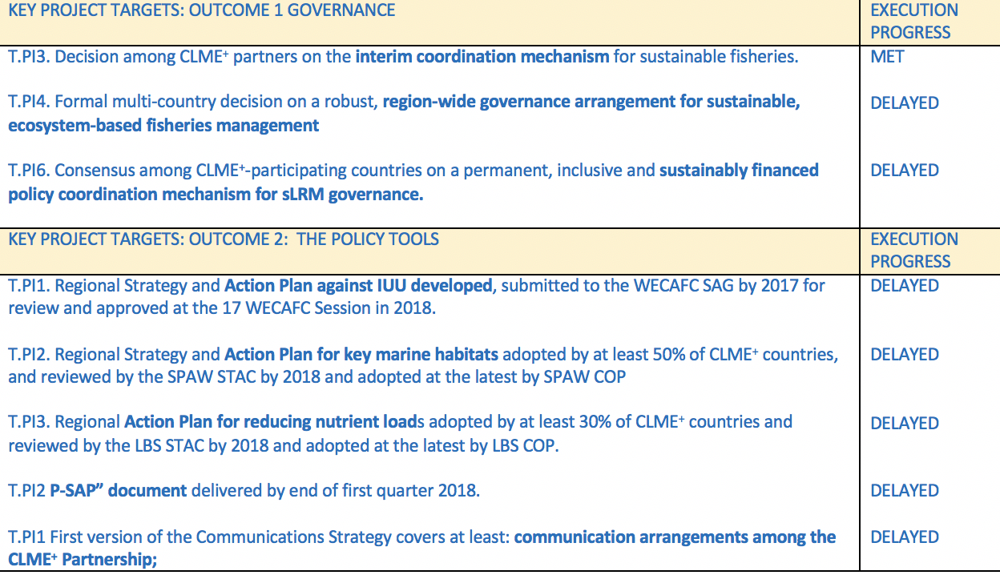 KEY PROJECT TARGETS: OUTCOME 1 GOVERNANCE
EXECUTION
PROGRESS
T.PI3. Decision among CLME⁺ partners on the interim coordination mechanism for sustainable fisheries.
MET
T.PI4. Formal multi-country decision on a robust, region-wide governance arrangement for sustainable,
ecosystem-based fisheries management
DELAYED
T.PI6. Consensus among CLME⁺-participating countries on a permanent, inclusive and sustainably financed
policy coordination mechanism for sLRM governance.
DELAYED
KEY PROJECT TARGETS: OUTCOME 2:  THE POLICY TOOLS
EXECUTION
PROGRESS
T.PI1. Regional Strategy and Action Plan against IUU developed, submitted to the WECAFC SAG by 2017 for
review and approved at the 17 WECAFC Session in 2018.
DELAYED
T.PI2. Regional Strategy and Action Plan for key marine habitats adopted by at least 50% of CLME⁺ countries,
and reviewed by the SPAW STAC by 2018 and adopted at the latest by SPAW COP
DELAYED
T.PI3. Regional Action Plan for reducing nutrient loads adopted by at least 30% of CLME⁺ countries and
reviewed by the LBS STAC by 2018 and adopted at the latest by LBS COP.
DELAYED
T.PI2 P-SAP” document delivered by end of first quarter 2018.
DELAYED
T.PI1 First version of the Communications Strategy covers at least: communication arrangements among the
CLME⁺ Partnership;
DELAYED